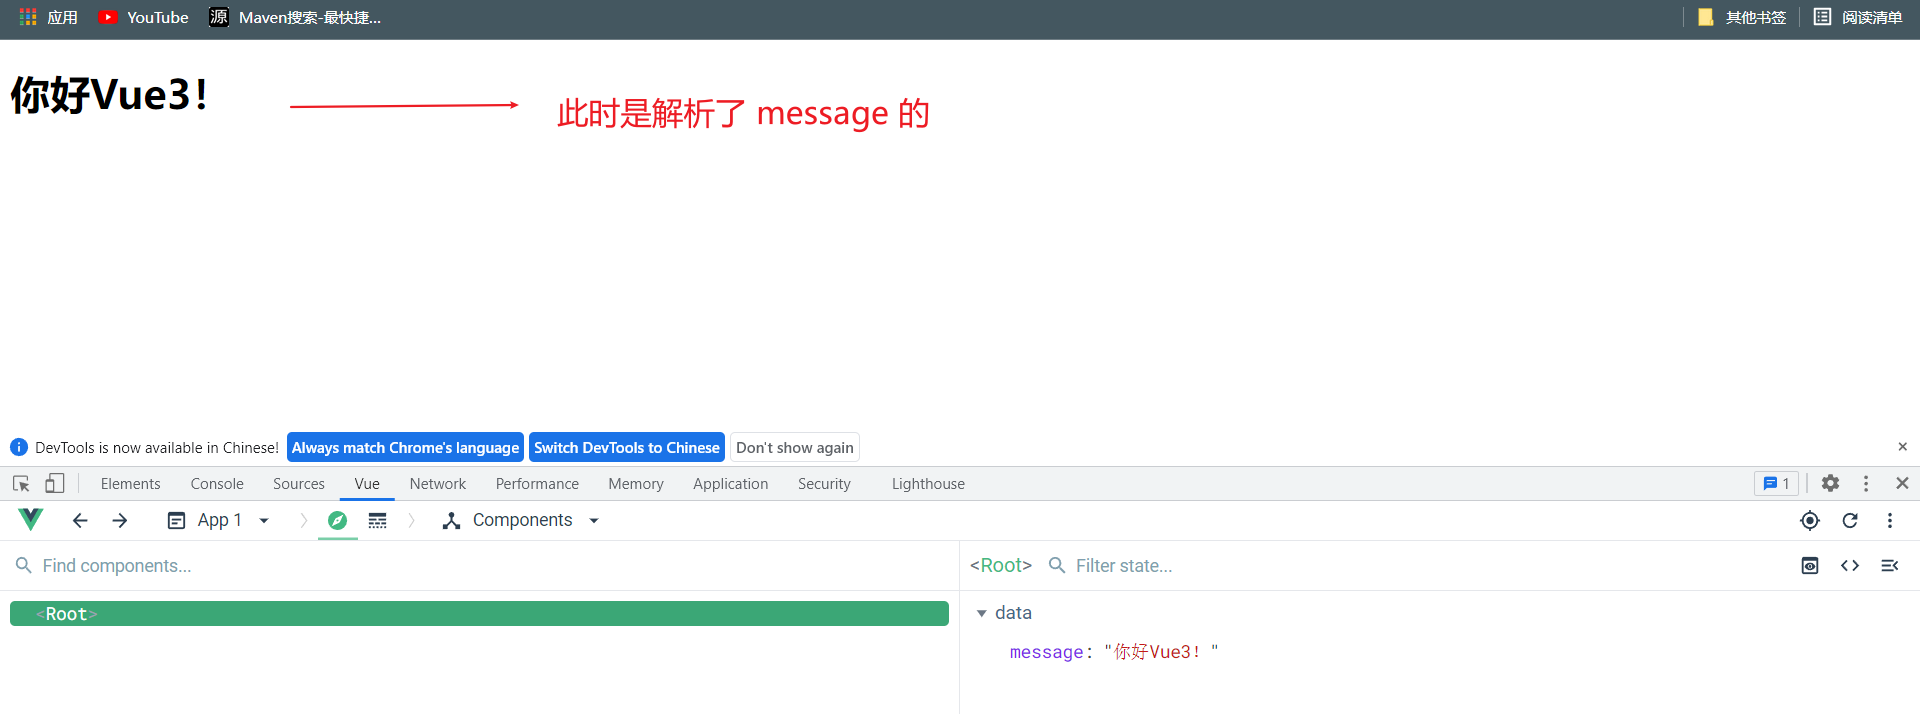 应用 YouTube 源 Maven搜索-最快捷... 其他书签 阅读清单
你好Vue3！
此时是解析了 message 的
DevTools is now available in Chinese! Always match Chrome's language Switch DevTools to Chinese Don't show again ×
Elements Console Sources Vue Network Performance Memory Application Security Lighthouse 1
App 1 Components
Find components... <Root> Filter state...
<Root> data
message: "你好Vue3！"